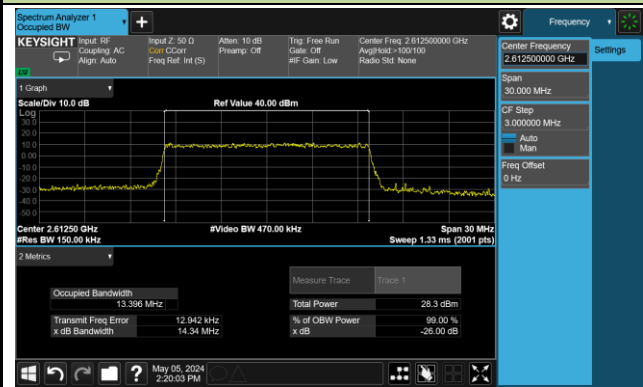 Spectrum Analyzer 1
Occupied BW
Frequency
KEYSIGHT
Input: RF
Coupling: AC
Align: Auto
Input Z: 50 Ω
Corr CCorr
Freq Ref: Int (S)
Atten: 10 dB
Preamp: Off
Trig: Free Run
Gate: Off
#IF Gain: Low
Center Freq: 2.612500000 GHz
Avg|Hold:>100/100
Radio Std: None
Center Frequency
2.612500000 GHz
Settings
Span
30.000 MHz
CF Step
3.000000 MHz
Auto
Man
Freq Offset
0 Hz
1 Graph
Scale/Div 10.0 dB
Ref Value 40.00 dBm
Log
30.0
20.0
10.0
0.00
-10.0
-20.0
-30.0
-40.0
-50.0
Center 2.61250 GHz
#Video BW 470.00 kHz
Span 30 MHz
#Res BW 150.00 kHz
Sweep 1.33 ms (2001 pts)
2 Metrics
Measure Trace
Trace 1
Occupied Bandwidth
13.396 MHz
Total Power
28.3 dBm
Transmit Freq Error
12.942 kHz
% of OBW Power
99.00 %
x dB Bandwidth
14.34 MHz
x dB
-26.00 dB
May 05, 2024
2:20:03 PM